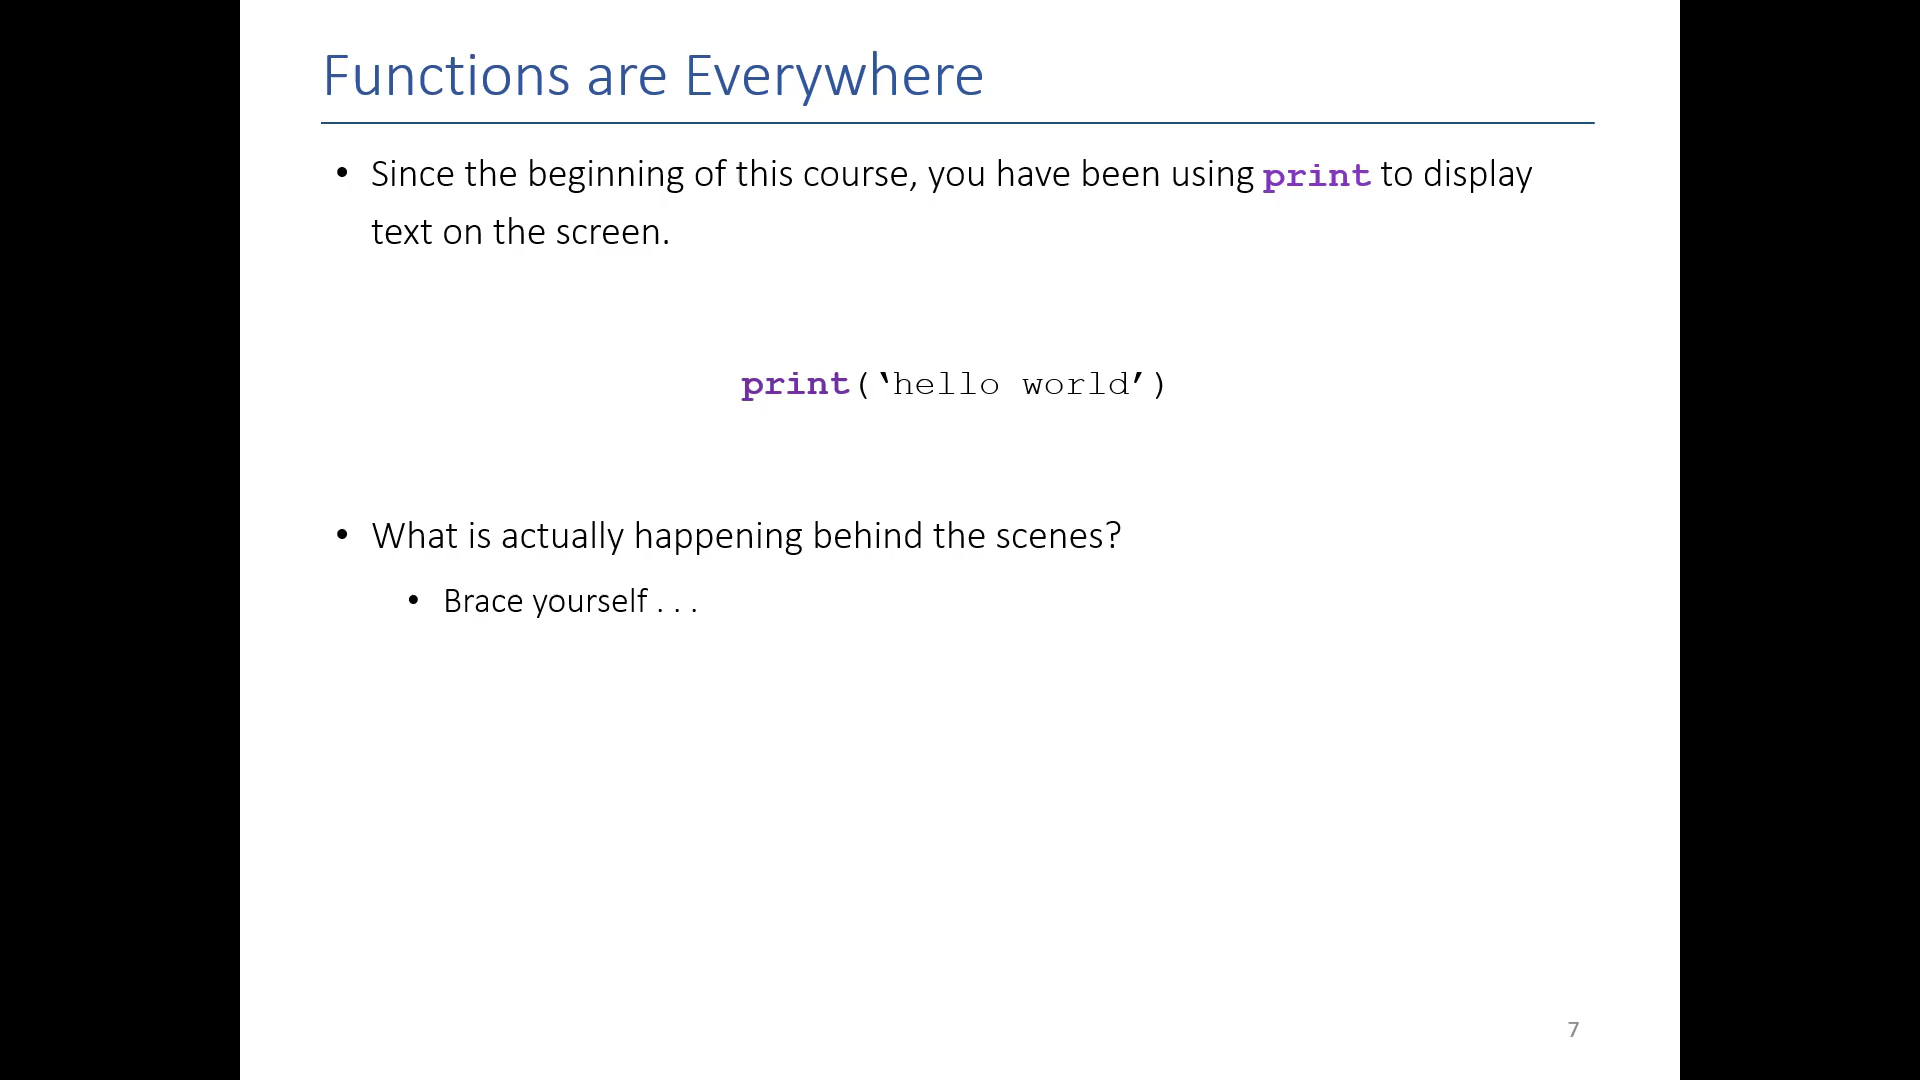 Functions are Everywhere
• Since the beginning of this course, you have been using print to display
text on the screen.
print(‘hello world’)
• What is actually happening behind the scenes?
• Brace yourself . . .
7